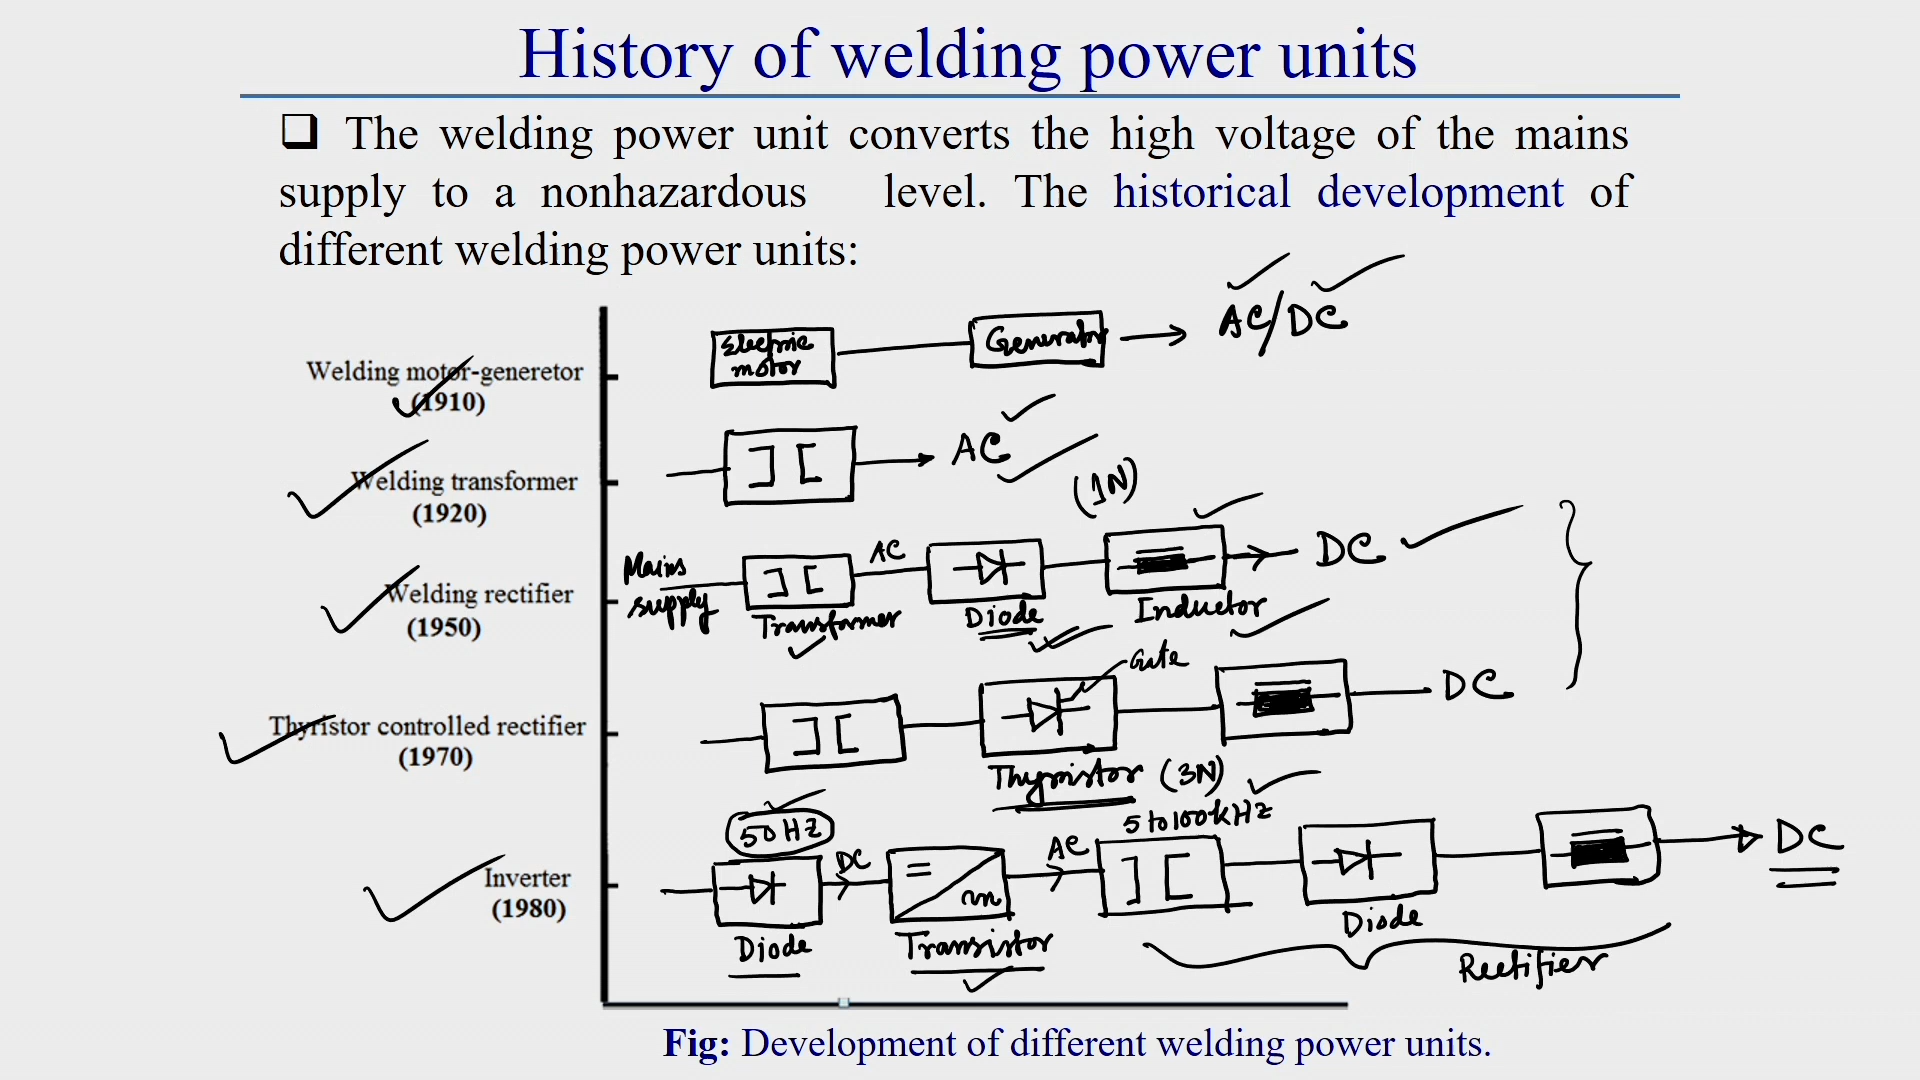 History of welding power units
❑ The welding power unit converts the high voltage of the mains
supply to a nonhazardous level. The historical development of
different welding power units:
AC/DC
Electric
motor
Generator
Welding motor-generetor
(1910)
AC
Welding transformer
(1920)
(1N)
Mains
supply
AC
DC
Welding rectifier
(1950)
Transformer
Diode
Inductor
Gate
DC
Thyristor controlled rectifier
(1970)
Thyristor (3N)
50 HZ
5 to 100 kHz
DC
AC
DC
Inverter
(1980)
Diode
Transistor
Diode
Rectifier
Fig: Development of different welding power units.